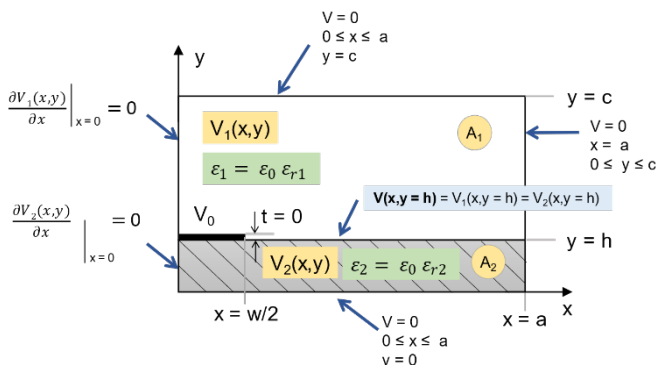 V = 0
0 ≤ x ≤ a
y = c
y
∂V₁(x,y)
∂x
|x = 0
= 0
y = c
V₁(x,y)
A₁
V = 0
x = a
0 ≤ y ≤ c
ε₁ = ε₀ εᵣ₁
V(x,y = h) = V₁(x,y = h) = V₂(x,y = h)
∂V₂(x,y)
∂x
|x = 0
= 0
V₀
t = 0
y = h
V₂(x,y)
ε₂ = ε₀ εᵣ₂
A₂
x = w/2
x = a
x
V = 0
0 ≤ x ≤ a
y = 0